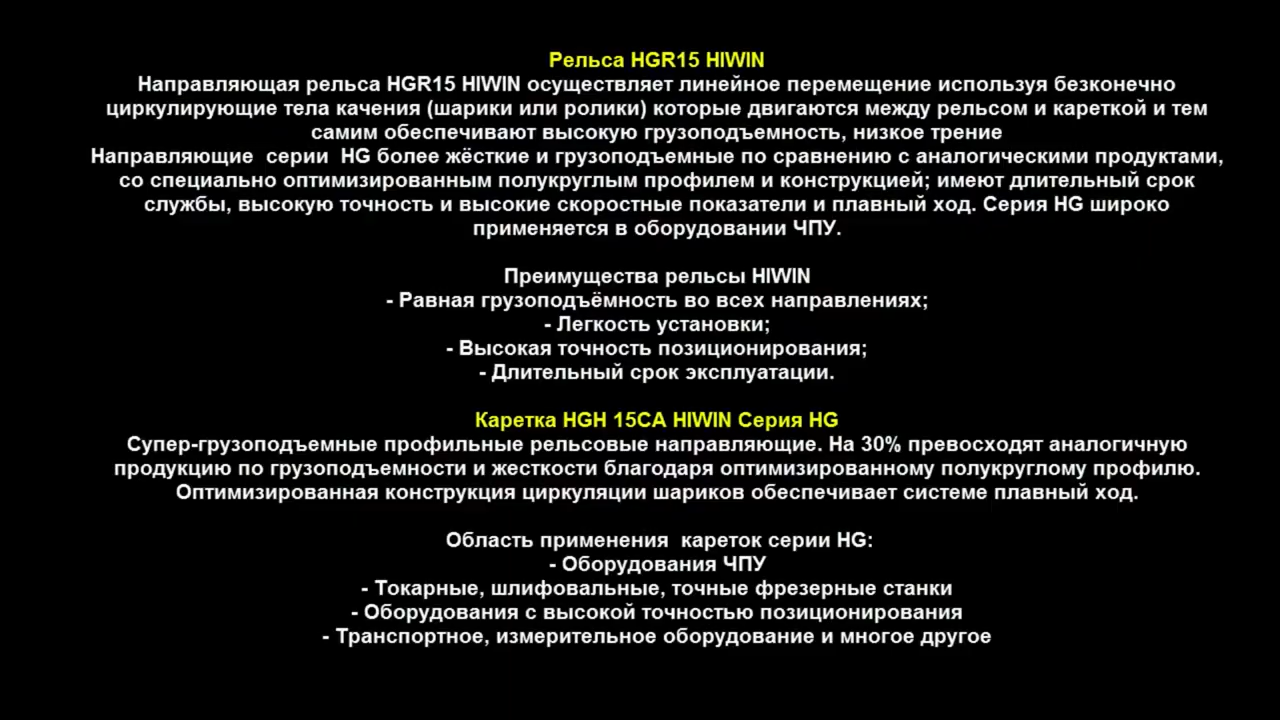 Рельса HGR15 HIWIN
Направляющая рельса HGR15 HIWIN осуществляет линейное перемещение используя безконечно
циркулирующие тела качения (шарики или ролики) которые двигаются между рельсом и кареткой и тем
самим обеспечивают высокую грузоподъемность, низкое трение
Направляющие  серии  HG более жёсткие и грузоподъемные по сравнению с аналогическими продуктами,
со специально оптимизированным полукруглым профилем и конструкцией; имеют длительный срок
службы, высокую точность и высокие скоростные показатели и плавный ход. Серия HG широко
применяется в оборудовании ЧПУ.
Преимущества рельсы HIWIN
- Равная грузоподъёмность во всех направлениях;
- Легкость установки;
- Высокая точность позиционирования;
- Длительный срок эксплуатации.
Каретка HGH 15CA HIWIN Серия HG
Супер-грузоподъемные профильные рельсовые направляющие. На 30% превосходят аналогичную
продукцию по грузоподъемности и жесткости благодаря оптимизированному полукруглому профилю.
Оптимизированная конструкция циркуляции шариков обеспечивает системе плавный ход.
Область применения  кареток серии HG:
- Оборудования ЧПУ
- Токарные, шлифовальные, точные фрезерные станки
- Оборудования с высокой точностью позиционирования
- Транспортное, измерительное оборудование и многое другое